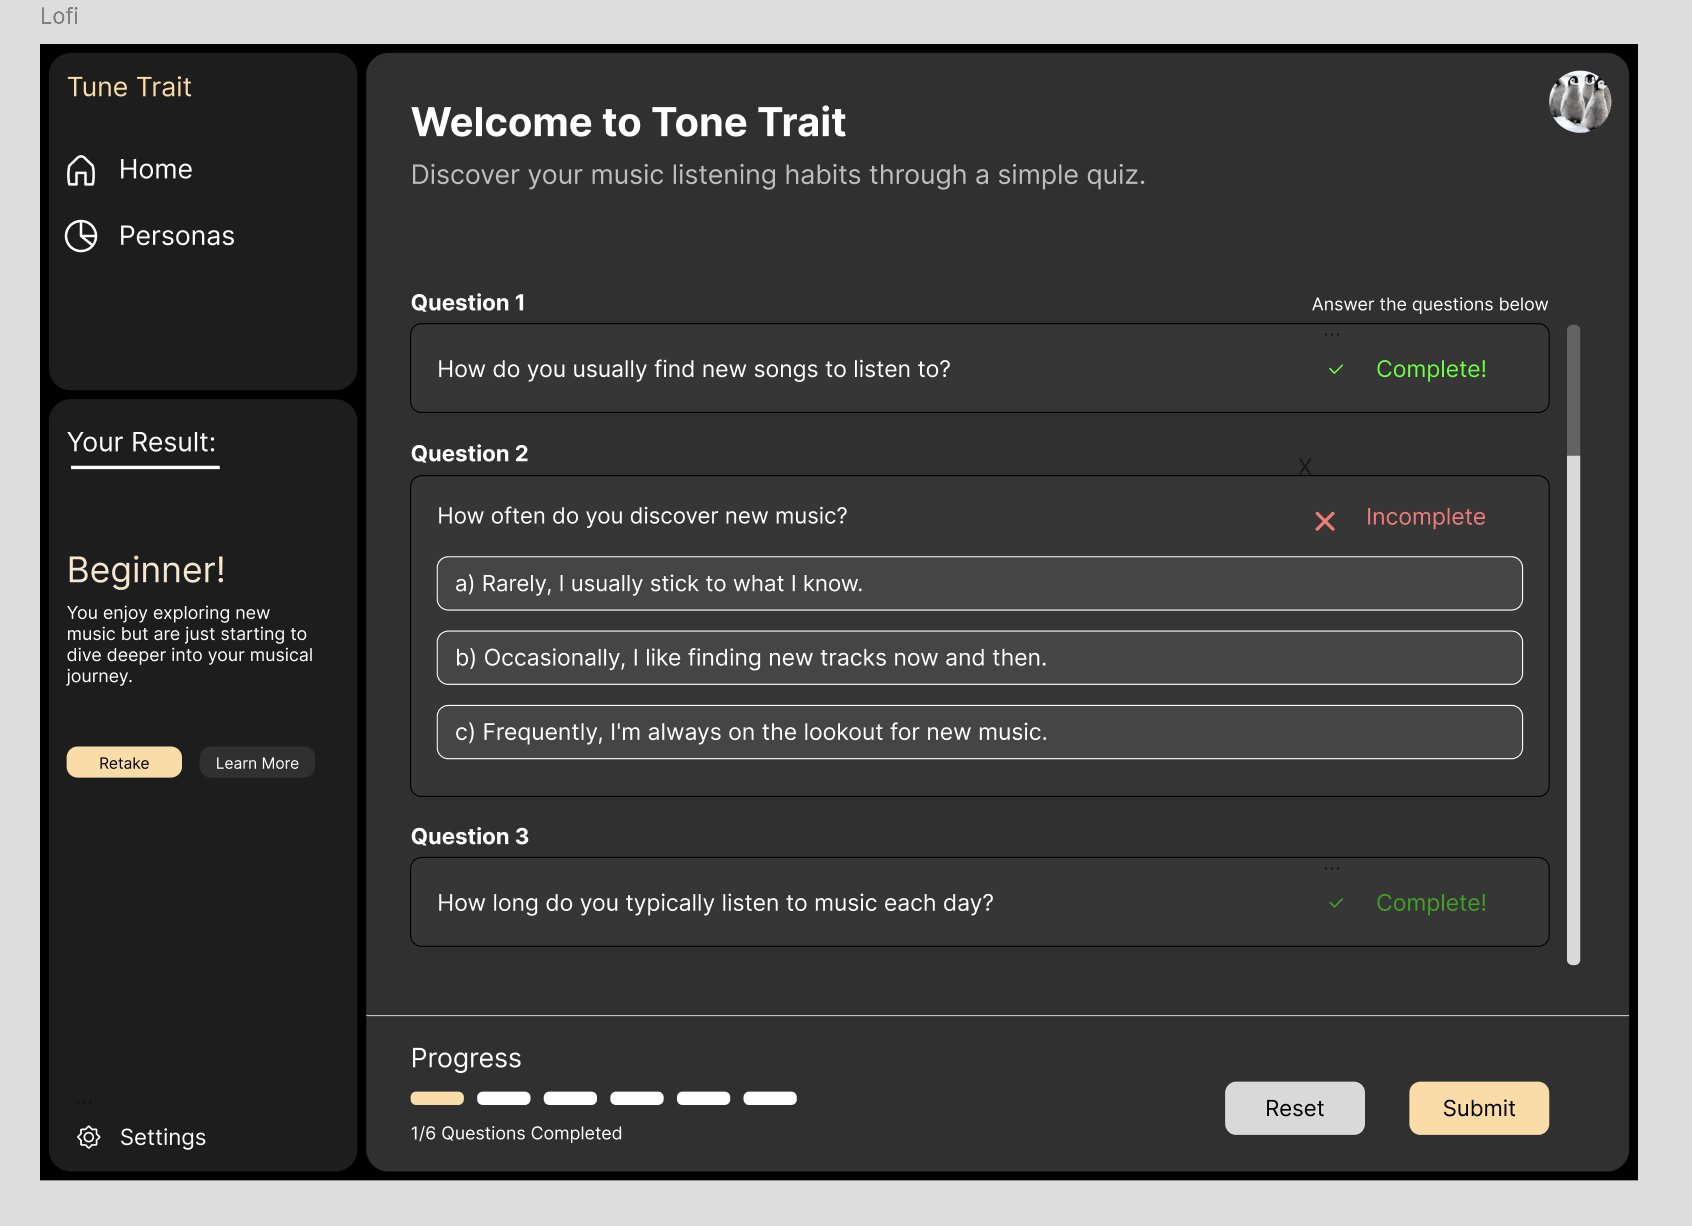 Lofi
Tune Trait
Home
Personas
Your Result:
Beginner!
You enjoy exploring new
music but are just starting to
dive deeper into your musical
journey.
Retake
Learn More
...
Settings
Welcome to Tone Trait
Discover your music listening habits through a simple quiz.
Question 1
Answer the questions below
...
How do you usually find new songs to listen to?
Complete!
Question 2
X
How often do you discover new music?
Incomplete
a) Rarely, I usually stick to what I know.
b) Occasionally, I like finding new tracks now and then.
c) Frequently, I'm always on the lookout for new music.
Question 3
...
How long do you typically listen to music each day?
Complete!
Progress
1/6 Questions Completed
Reset
Submit